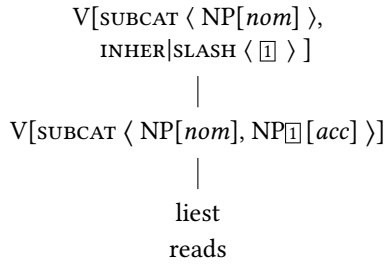 V[SUBCAT ⟨ NP[nom] ⟩,
INHER|SLASH ⟨ 1 ⟩ ]
V[SUBCAT ⟨ NP[nom], NP1 [acc] ⟩]
liest
reads